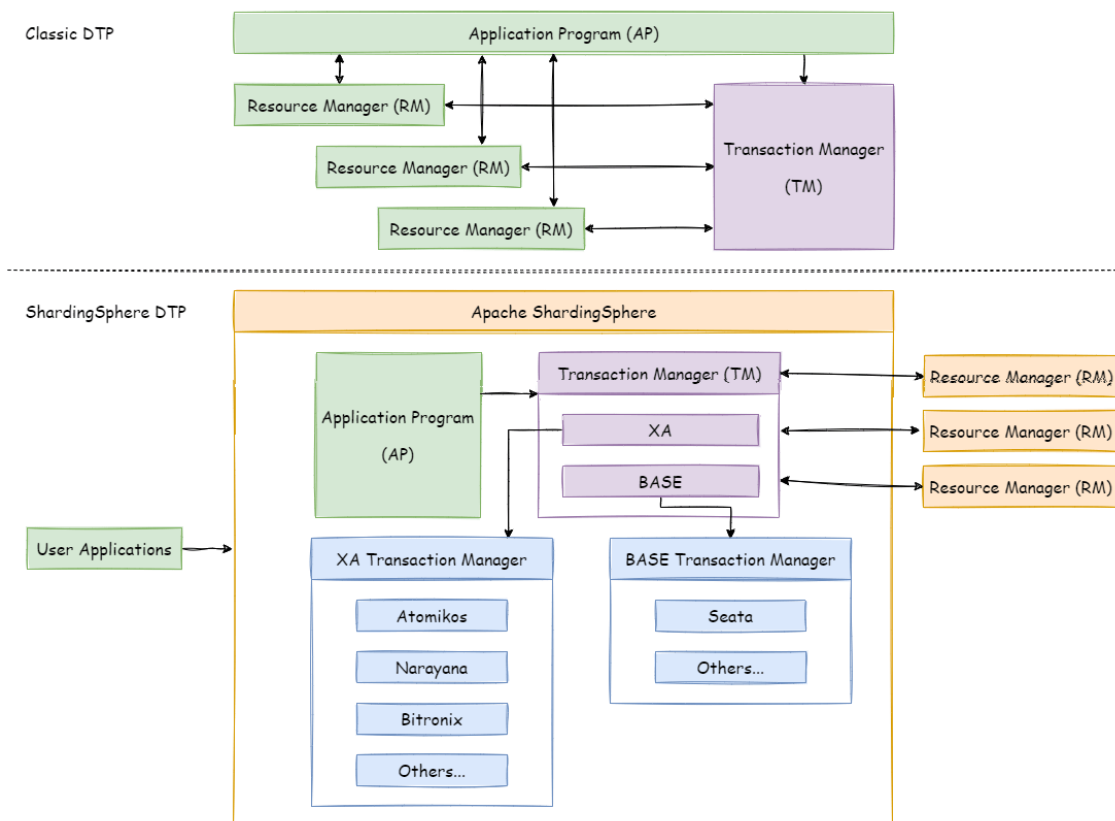 Classic DTP
Application Program (AP)
Resource Manager (RM)
Resource Manager (RM)
Resource Manager (RM)
Transaction Manager
(TM)
ShardingSphere DTP
Apache ShardingSphere
Application Program
(AP)
Transaction Manager (TM)
XA
BASE
Resource Manager (RM)
Resource Manager (RM)
Resource Manager (RM)
User Applications
XA Transaction Manager
Atomikos
Narayana
Bitronix
Others...
BASE Transaction Manager
Seata
Others...